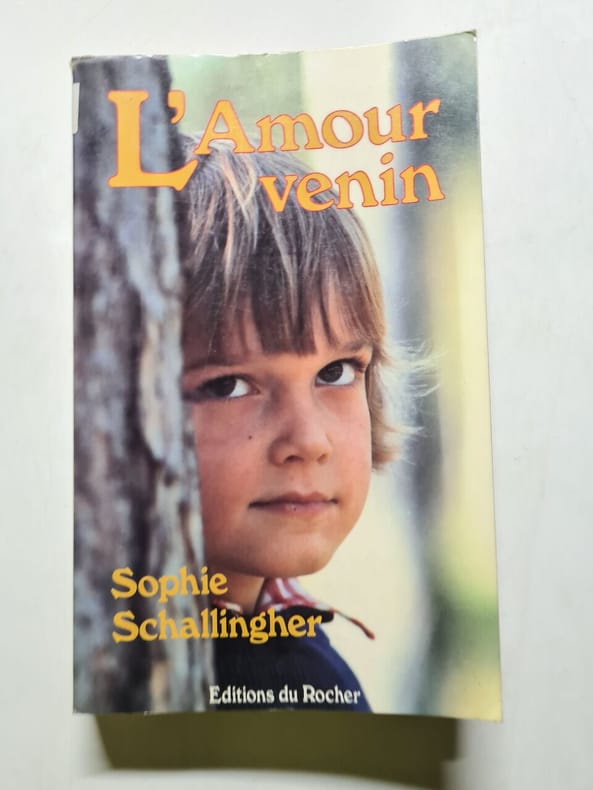 L'Amour
venin
Sophie
Schallingher
Editions du Rocher